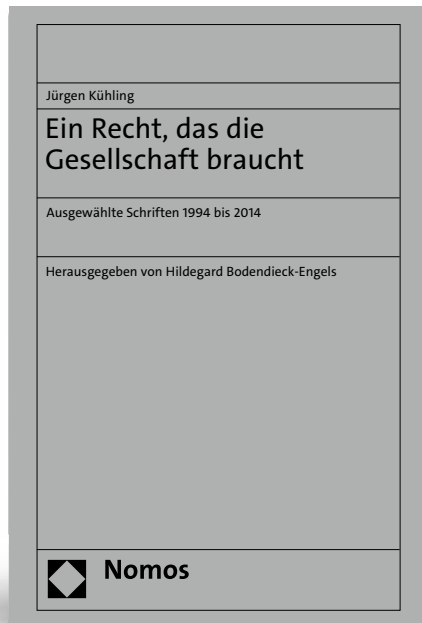 Jürgen Kühling
Ein Recht, das die
Gesellschaft braucht
Ausgewählte Schriften 1994 bis 2014
Herausgegeben von Hildegard Bodendieck-Engels
Nomos